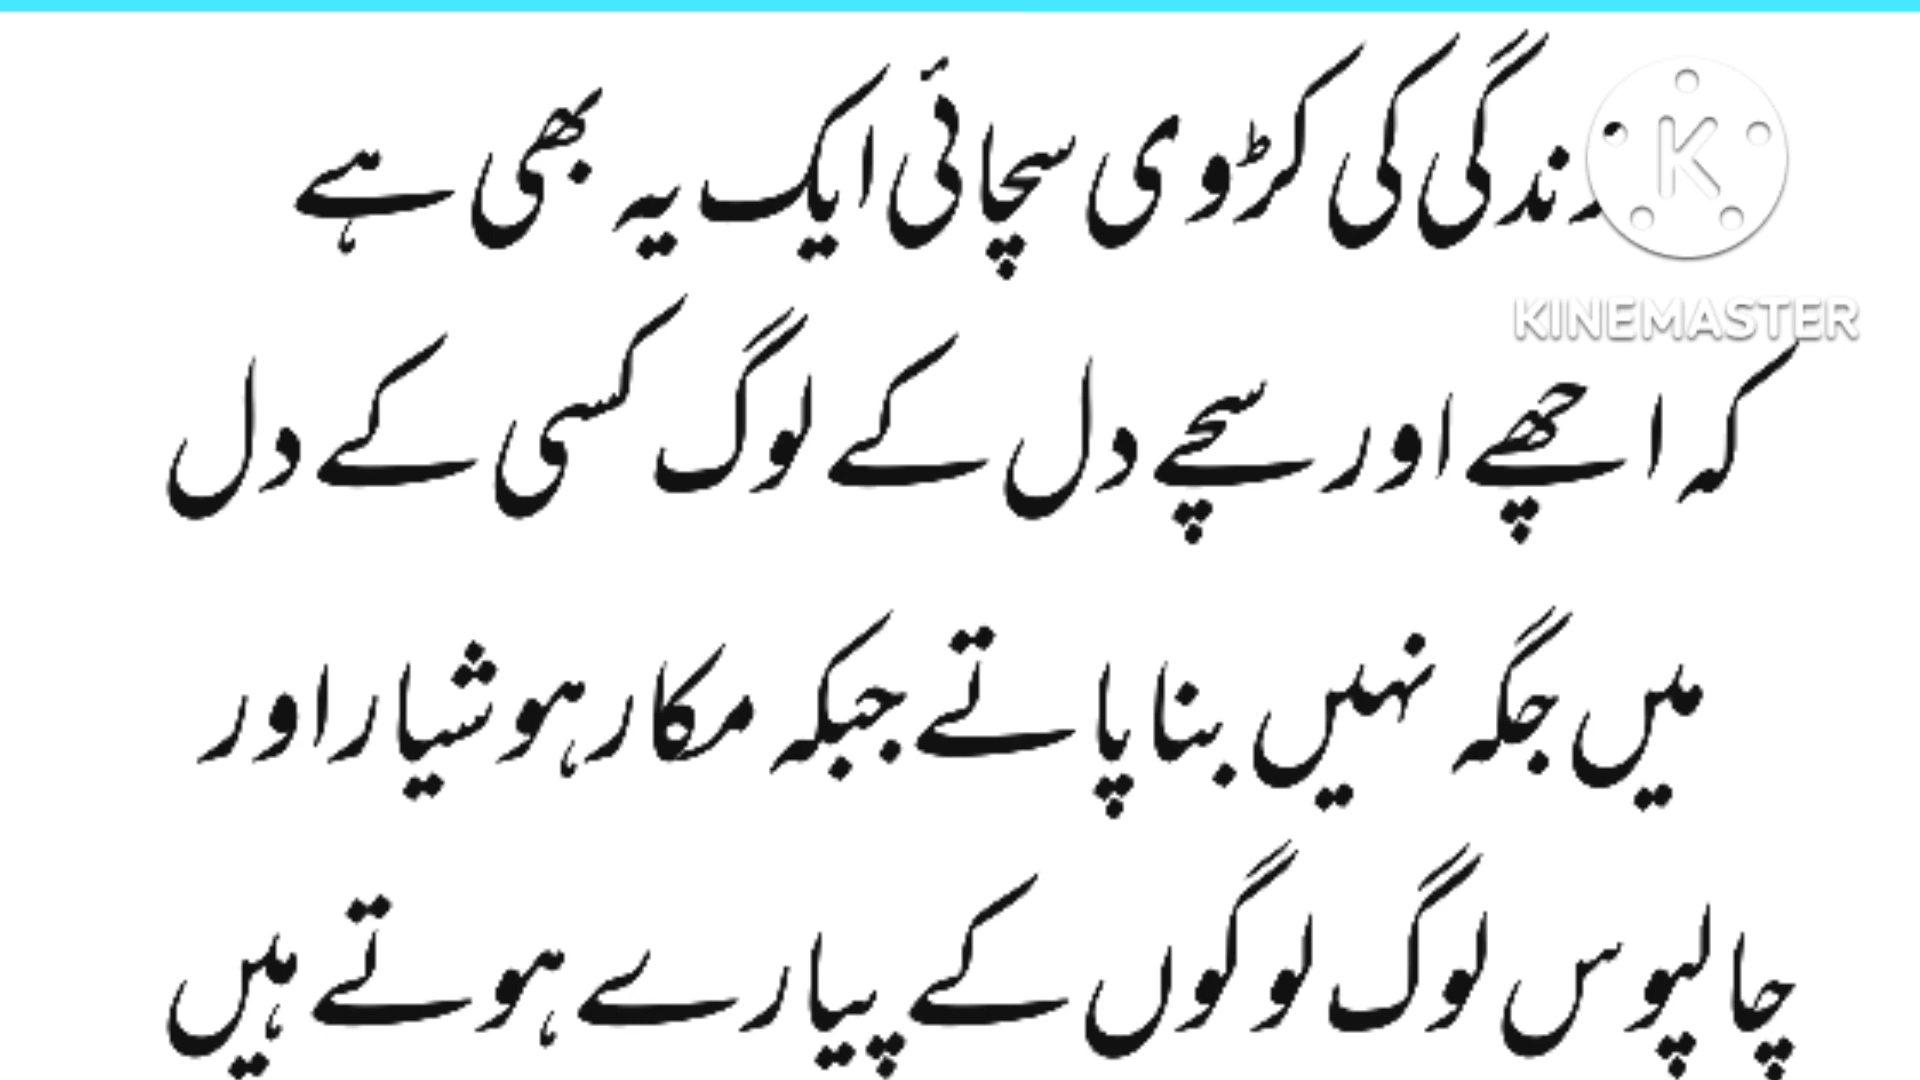 زندگی کی کڑوی سچائی ایک یہ بھی ہے
KINEMASTER
کہ اچھے اور سچے دل کے لوگ کسی کے دل
میں جگہ نہیں بنا پاتے جبکہ مکار ہوشیار اور
چاپلوس لوگ لوگوں کے پیارے ہوتے ہیں